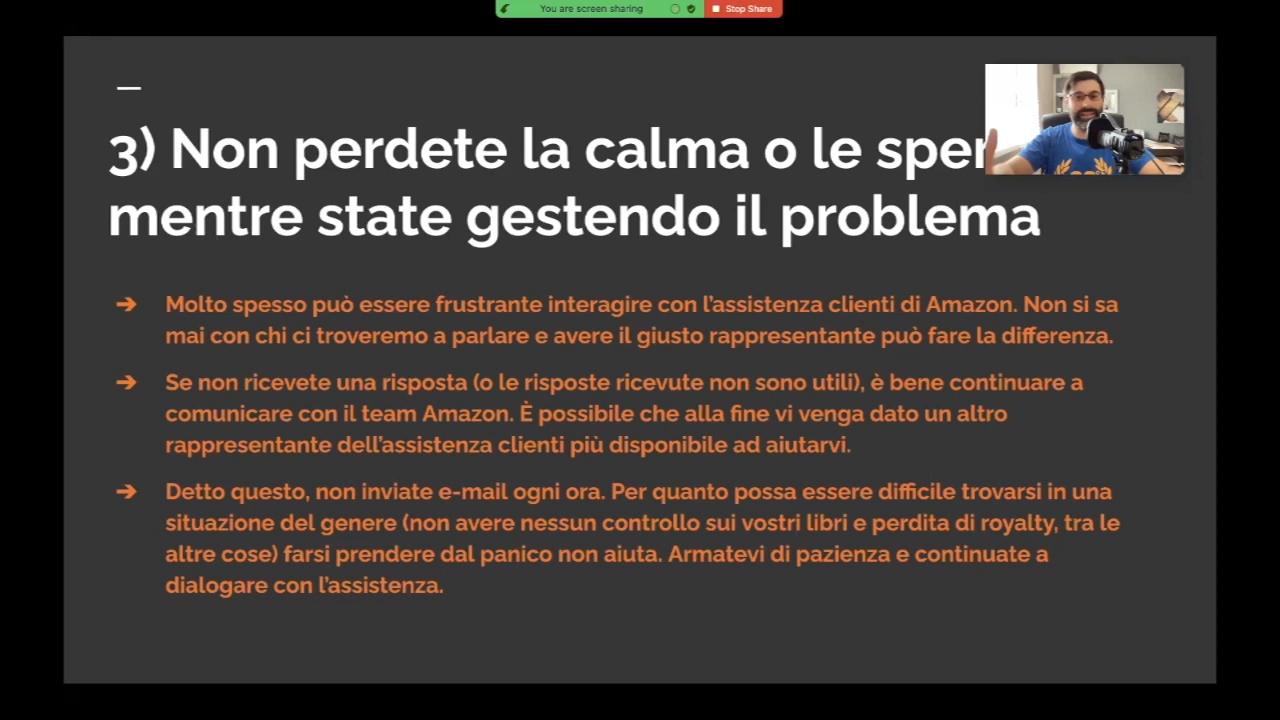 You are screen sharing
Stop Share
3) Non perdete la calma o le
mentre state gestendo il problema
➔ Molto spesso può essere frustrante interagire con l’assistenza clienti di Amazon. Non si sa
mai con chi ci troveremo a parlare e avere il giusto rappresentante può fare la differenza.
➔ Se non ricevete una risposta (o le risposte ricevute non sono utili), è bene continuare a
comunicare con il team Amazon. È possibile che alla fine vi venga dato un altro
rappresentante dell’assistenza clienti più disponibile ad aiutarvi.
➔ Detto questo, non inviate e-mail ogni ora. Per quanto possa essere difficile trovarsi in una
situazione del genere (non avere nessun controllo sui vostri libri e perdita di royalty, tra le
altre cose) farsi prendere dal panico non aiuta. Armatevi di pazienza e continuate a
dialogare con l’assistenza.